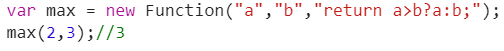 var max = new Function("a","b","return a>b?a:b;");
max(2,3);//3